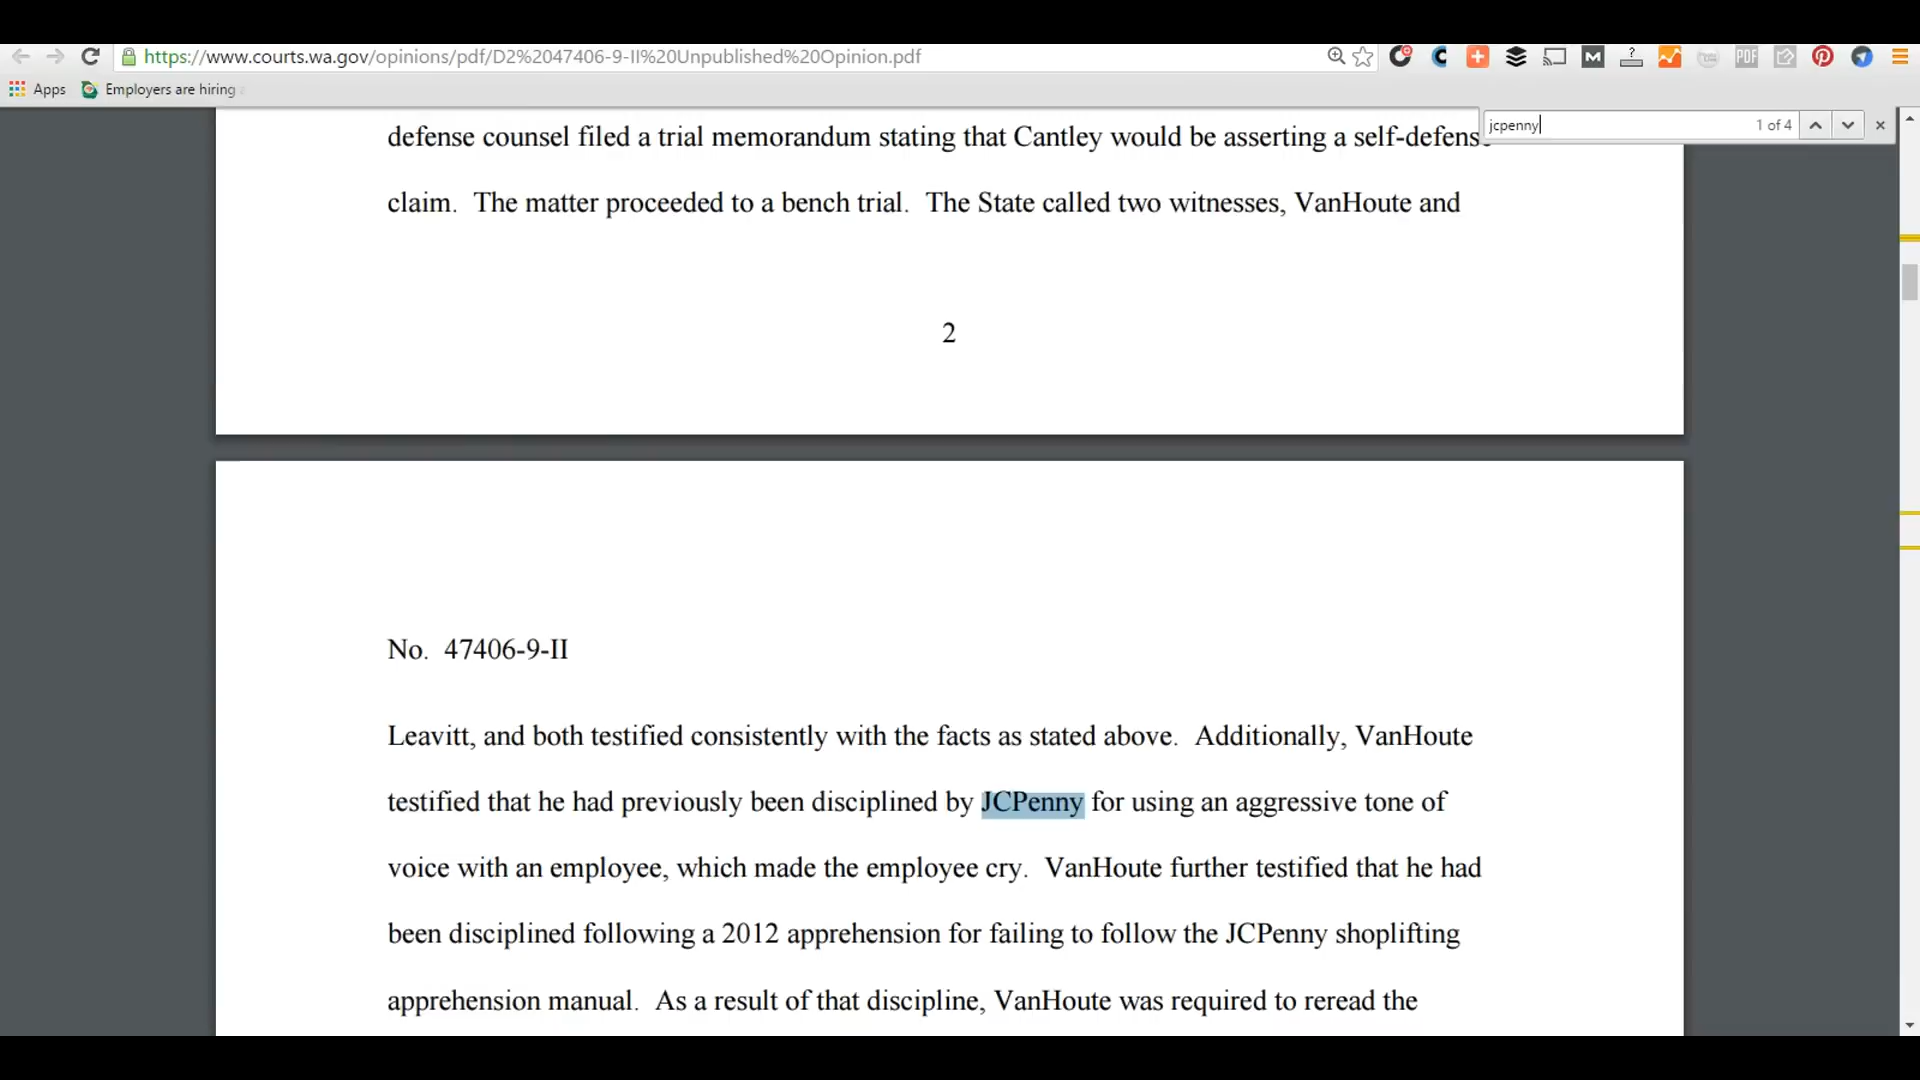 https://www.courts.wa.gov/opinions/pdf/D2%2047406-9-II%20Unpublished%20Opinion.pdf
Apps Employers are hiring
jcpenny 1 of 4
defense counsel filed a trial memorandum stating that Cantley would be asserting a self-defense
claim. The matter proceeded to a bench trial. The State called two witnesses, VanHoute and
2
No. 47406-9-II
Leavitt, and both testified consistently with the facts as stated above. Additionally, VanHoute
testified that he had previously been disciplined by JCPenny for using an aggressive tone of
voice with an employee, which made the employee cry. VanHoute further testified that he had
been disciplined following a 2012 apprehension for failing to follow the JCPenny shoplifting
apprehension manual. As a result of that discipline, VanHoute was required to reread the